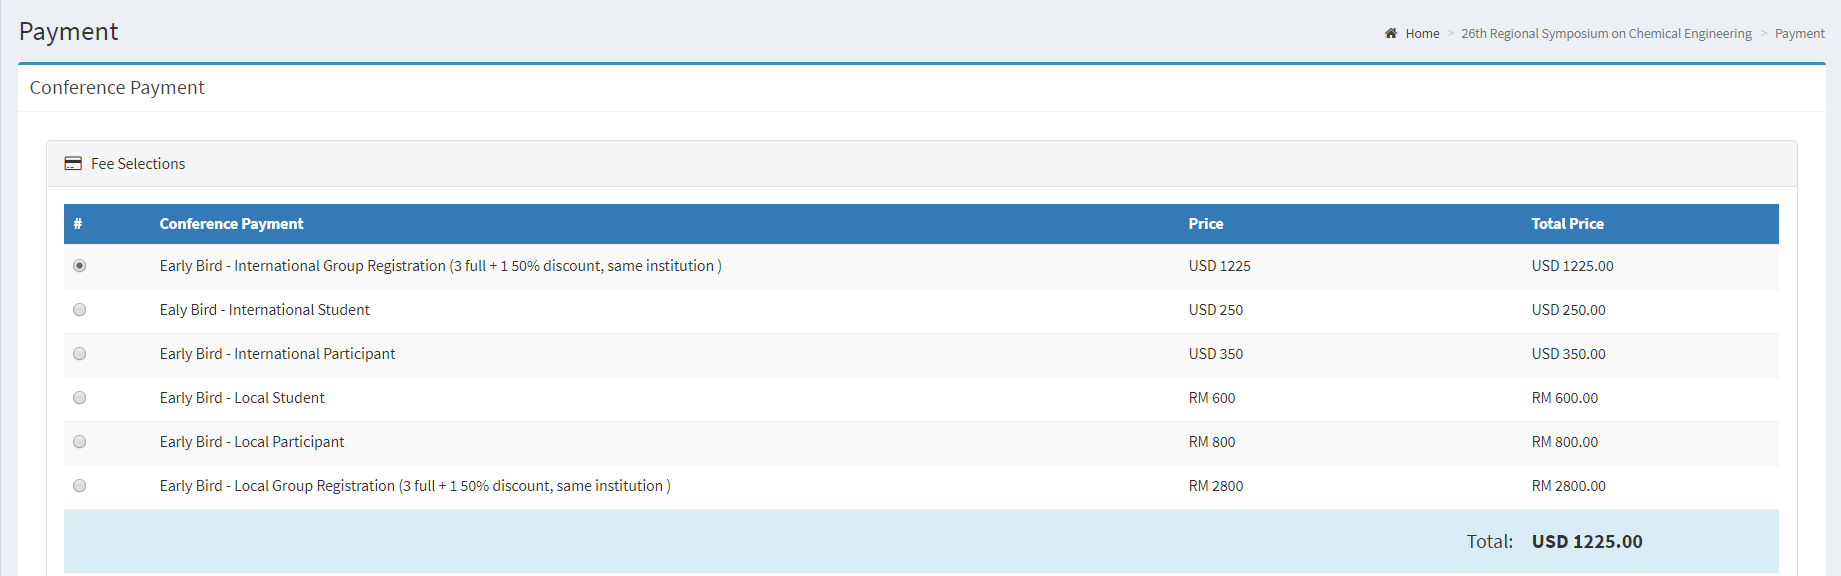 Payment
Home > 26th Regional Symposium on Chemical Engineering > Payment
Conference Payment
Fee Selections
# Conference Payment Price Total Price
Early Bird - International Group Registration (3 full + 1 50% discount, same institution ) USD 1225 USD 1225.00
Ealy Bird - International Student USD 250 USD 250.00
Early Bird - International Participant USD 350 USD 350.00
Early Bird - Local Student RM 600 RM 600.00
Early Bird - Local Participant RM 800 RM 800.00
Early Bird - Local Group Registration (3 full + 1 50% discount, same institution ) RM 2800 RM 2800.00
Total: USD 1225.00